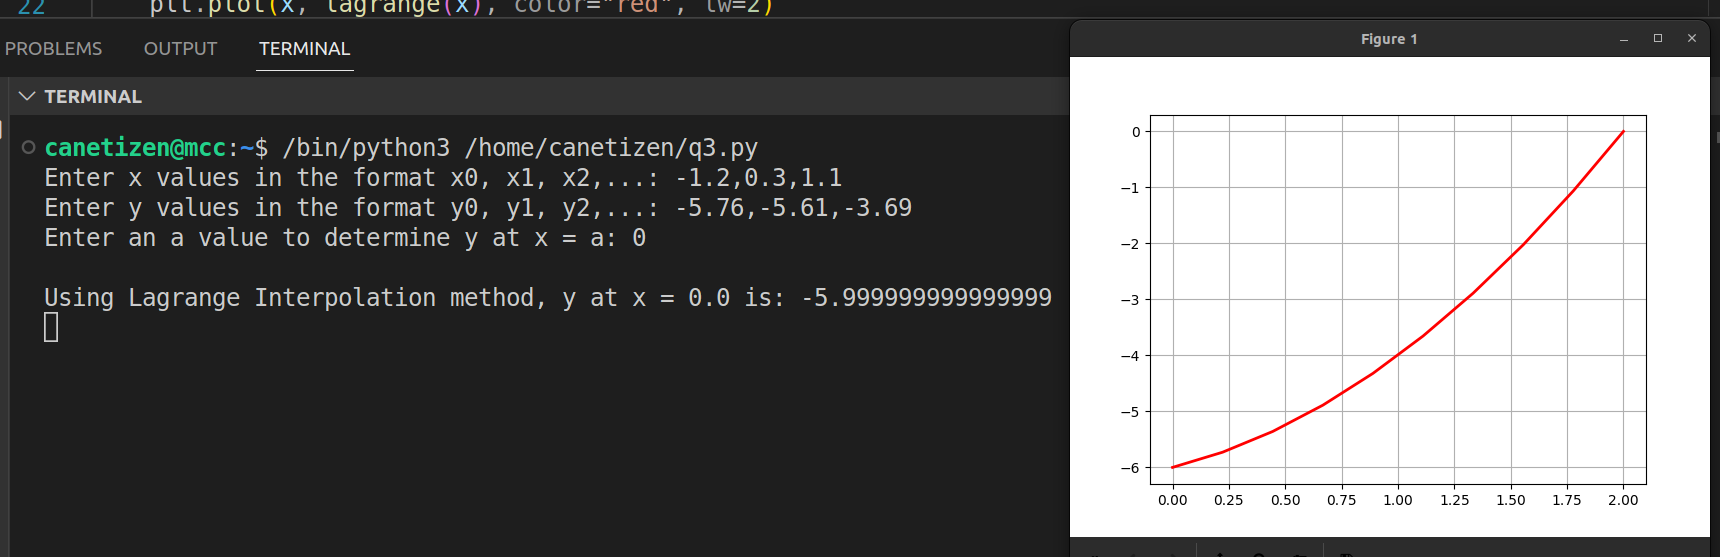 22 plt.plot(x, lagrange(x), color="red", lw=2)
PROBLEMS OUTPUT TERMINAL
TERMINAL
canetizen@mcc:~$ /bin/python3 /home/canetizen/q3.py
Enter x values in the format x0, x1, x2,...: -1.2,0.3,1.1
Enter y values in the format y0, y1, y2,...: -5.76,-5.61,-3.69
Enter an a value to determine y at x = a: 0
Using Lagrange Interpolation method, y at x = 0.0 is: -5.999999999999999
Figure 1
0
−1
−2
−3
−4
−5
−6
0.00 0.25 0.50 0.75 1.00 1.25 1.50 1.75 2.00